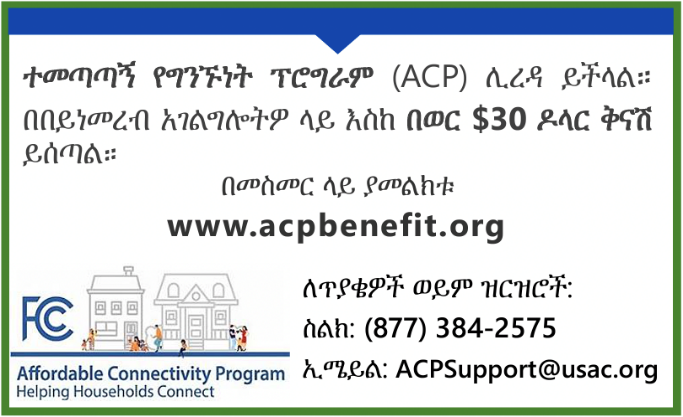 ተመጣጣኝ የግንኙነት ፕሮግራም (ACP) ሊረዳ ይችላል።
በበይነመረብ አገልግሎትዎ ላይ እስከ በወር $30 ዶላር ቅናሽ
ይሰጣል።
በመስመር ላይ ያመልክቱ
www.acpbenefit.org
FCC
Affordable Connectivity Program
Helping Households Connect
ለጥያቄዎች ወይም ዝርዝሮች:
ስልክ: (877) 384-2575
ኢሜይል: ACPSupport@usac.org